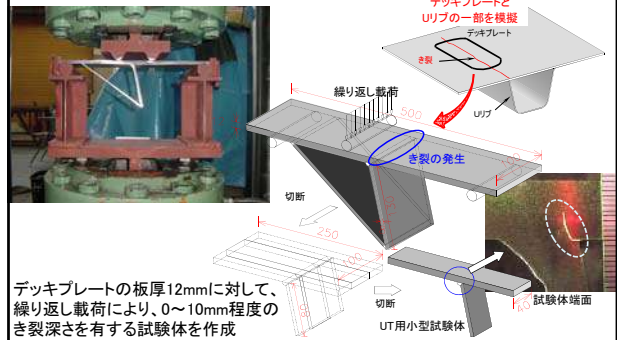 デッキプレートと
Uリブの一部を模擬
デッキプレート
き裂
Uリブ
繰り返し載荷
500
100
き裂の発生
切断
250
100
切断
40
試験体端面
UT用小型試験体
デッキプレートの板厚12mmに対して、
繰り返し載荷により、0〜10mm程度の
き裂深さを有する試験体を作成